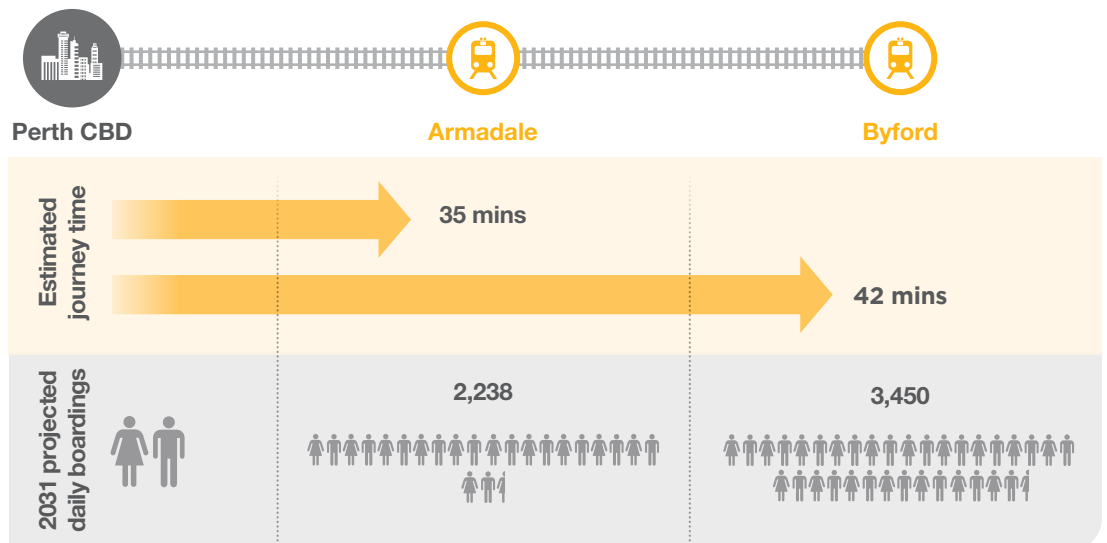 Perth CBD
Armadale
Byford
Estimated
journey time
35 mins
42 mins
2031 projected
daily boardings
2,238
3,450